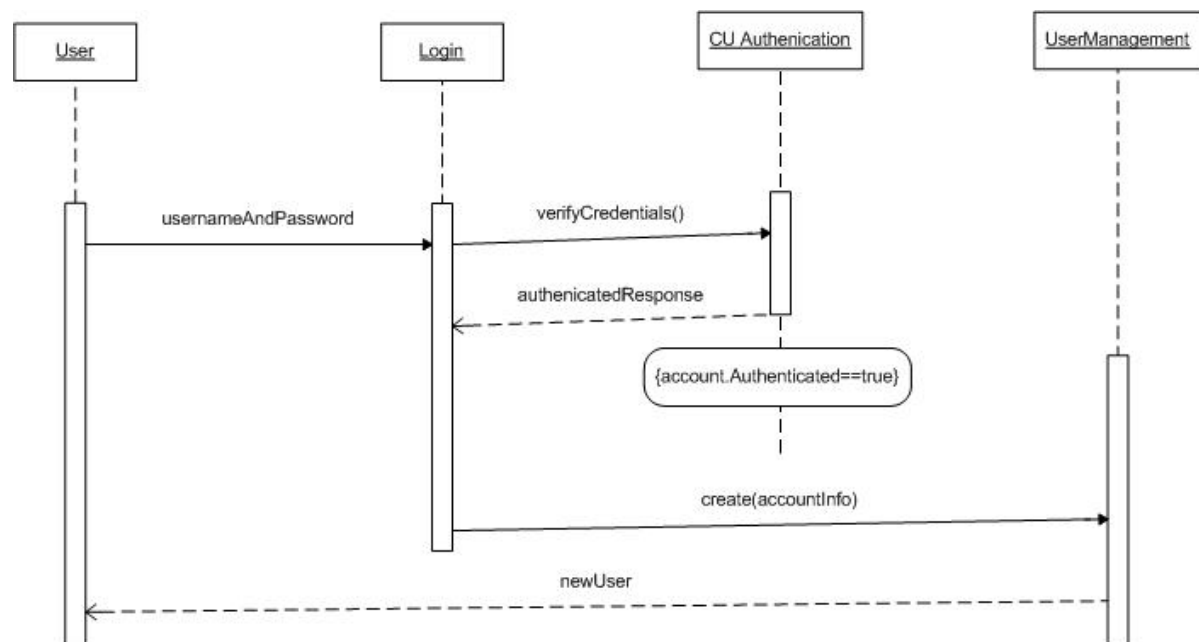 User
Login
CU Authenication
UserManagement
usernameAndPassword
verifyCredentials()
authenicatedResponse
{account.Authenticated==true}
create(accountInfo)
newUser